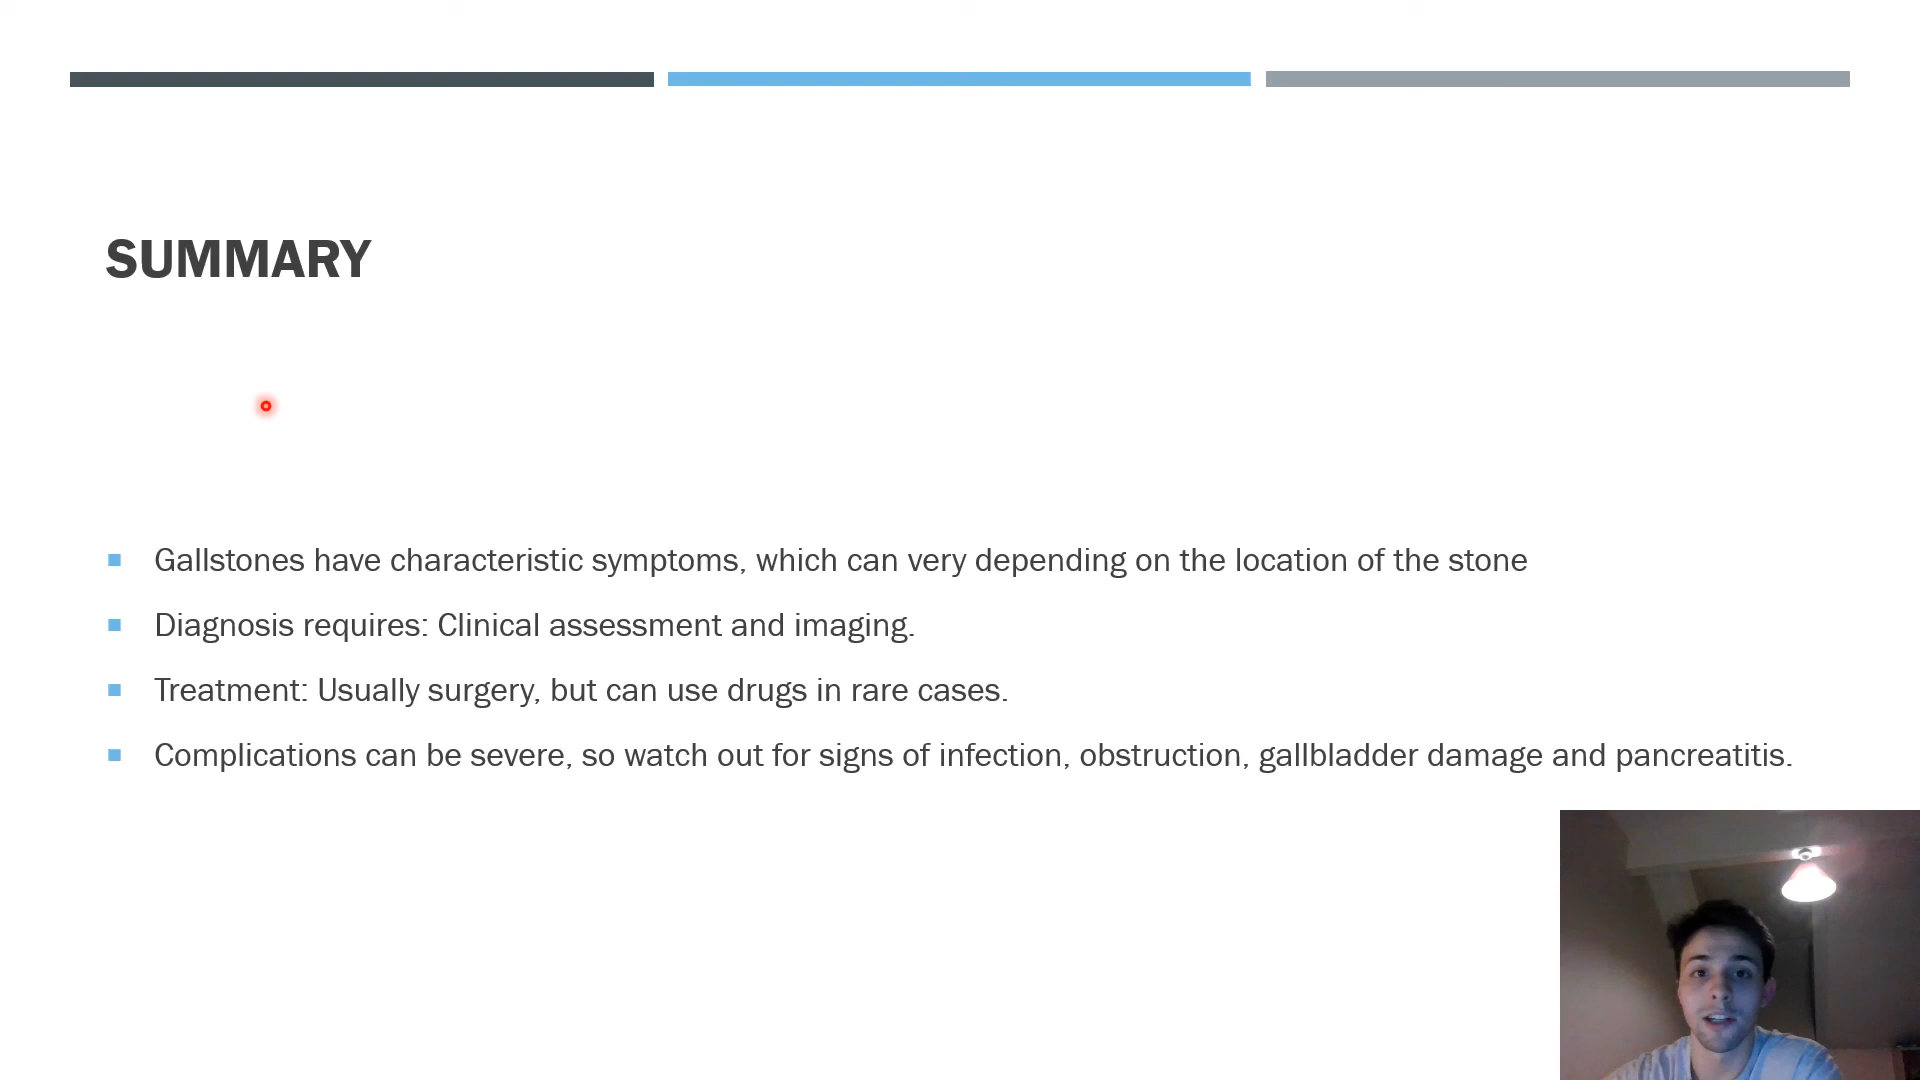 SUMMARY
Gallstones have characteristic symptoms, which can very depending on the location of the stone
Diagnosis requires: Clinical assessment and imaging.
Treatment: Usually surgery, but can use drugs in rare cases.
Complications can be severe, so watch out for signs of infection, obstruction, gallbladder damage and pancreatitis.